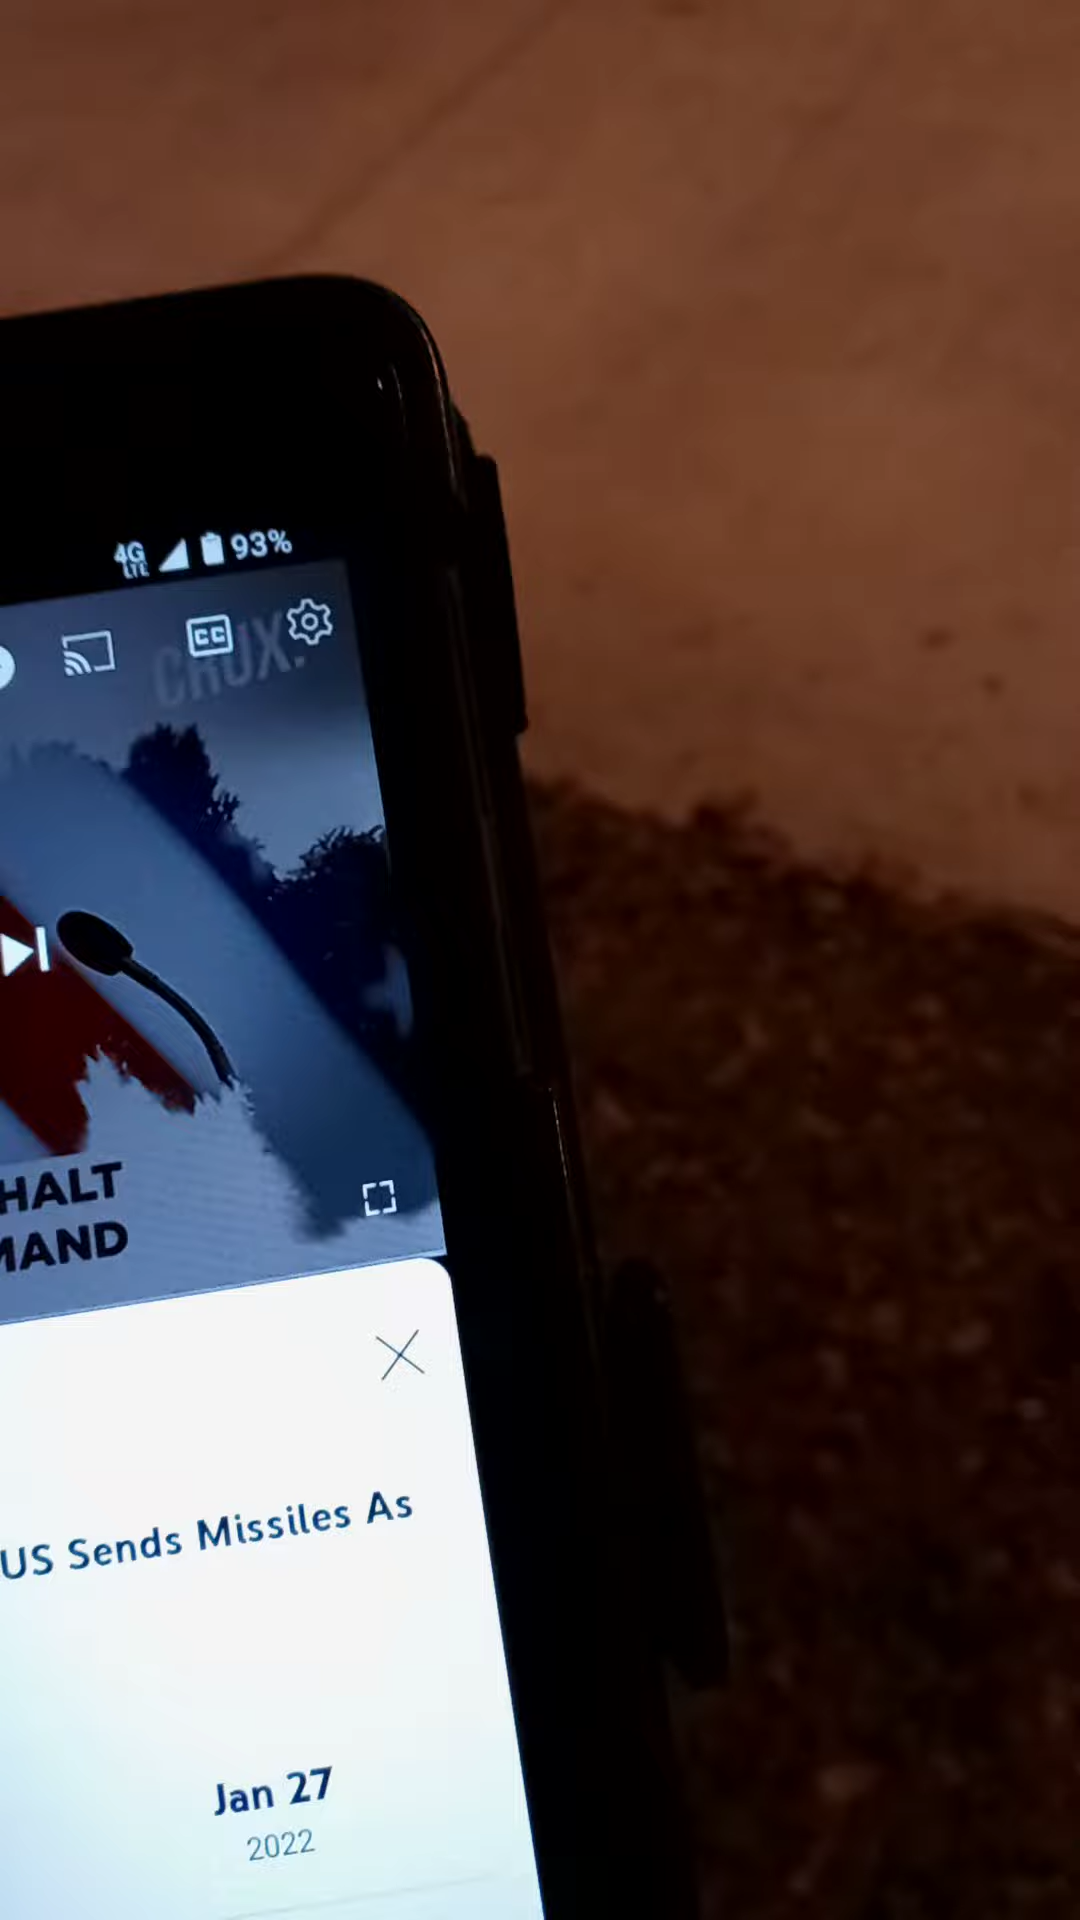 4G
LTE
93%
CC
CRUX.
HALT
MAND
US Sends Missiles As
Jan 27
2022